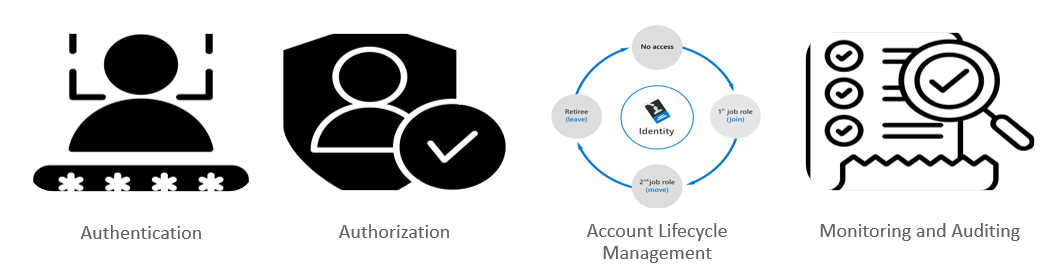 No access
Retiree
(leave)
1st job role
(join)
Identity
2nd job role
(move)
****
Authentication
Authorization
Account Lifecycle
Management
Monitoring and Auditing